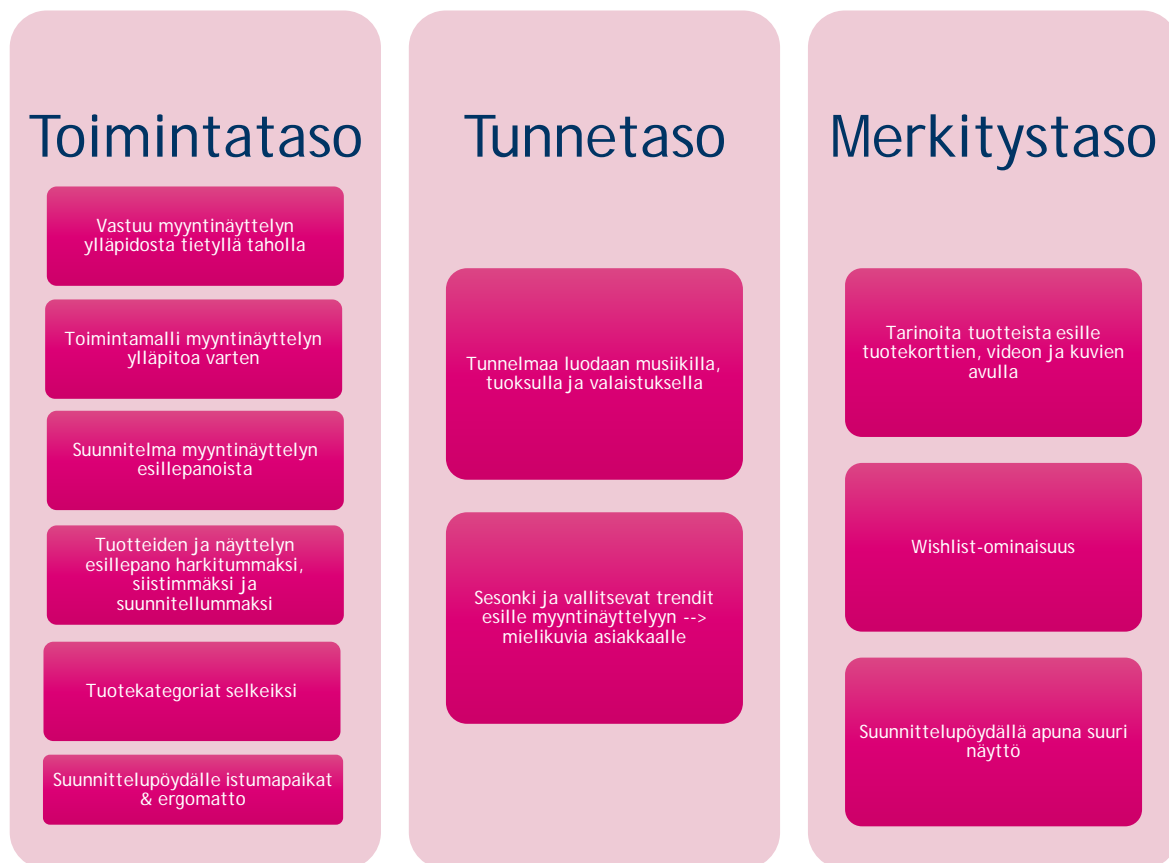 Toimintataso
Vastuu myyntinäyttelyn
ylläpidosta tietyllä taholla
Toimintamalli myyntinäyttelyn
ylläpitoa varten
Suunnitelma myyntinäyttelyn
esillepanoista
Tuotteiden ja näyttelyn
esillepano harkitummaksi,
siistimmäksi ja
suunnitellummaksi
Tuotekategoriat selkeiksi
Suunnittelupöydälle istumapaikat
& ergomatto
Tunnetaso
Tunnelmaa luodaan musiikilla,
tuoksulla ja valaistuksella
Sesonki ja vallitsevat trendit
esille myyntinäyttelyyn -->
mielikuvia asiakkaalle
Merkitystaso
Tarinoita tuotteista esille
tuotekorttien, videon ja kuvien
avulla
Wishlist-ominaisuus
Suunnittelupöydällä apuna suuri
näyttö